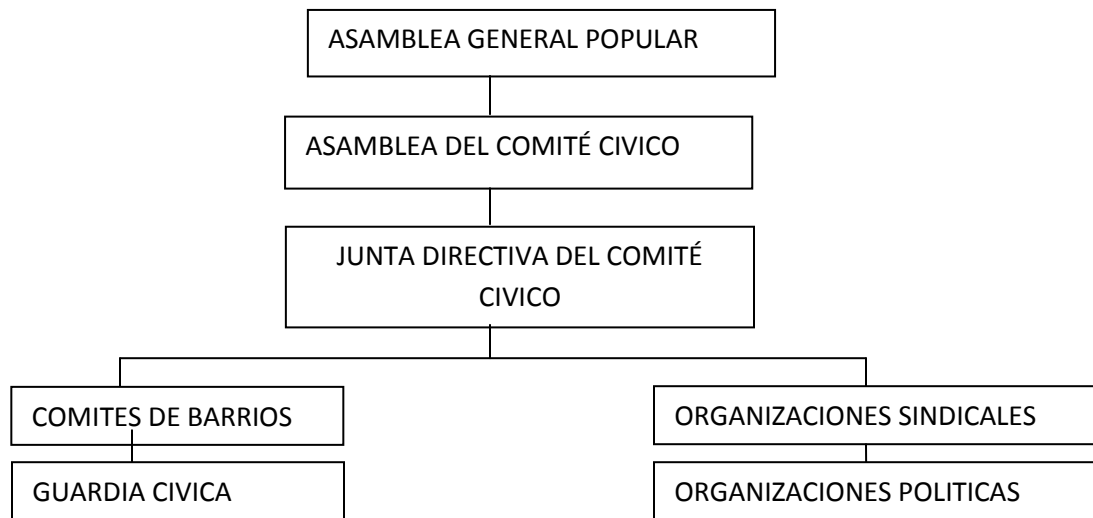 ASAMBLEA GENERAL POPULAR
ASAMBLEA DEL COMITÉ CIVICO
JUNTA DIRECTIVA DEL COMITÉ
CIVICO
COMITES DE BARRIOS
ORGANIZACIONES SINDICALES
GUARDIA CIVICA
ORGANIZACIONES POLITICAS